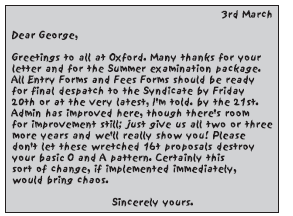 3rd March
Dear George,
Greetings to all at Oxford. Many thanks for your
letter and for the Summer examination package.
All Entry Forms and Fees Forms should be ready
for final despatch to the Syndicate by Friday
20th or at the very latest, I'm told. by the 21st.
Admin has improved here, though there's room
for improvement still; just give us all two or three
more years and we'll really show you! Please
don't let these wretched 16t proposals destroy
your basic O and A pattern. Certainly this
sort of change, if implemented immediately,
would bring chaos.
Sincerely yours.